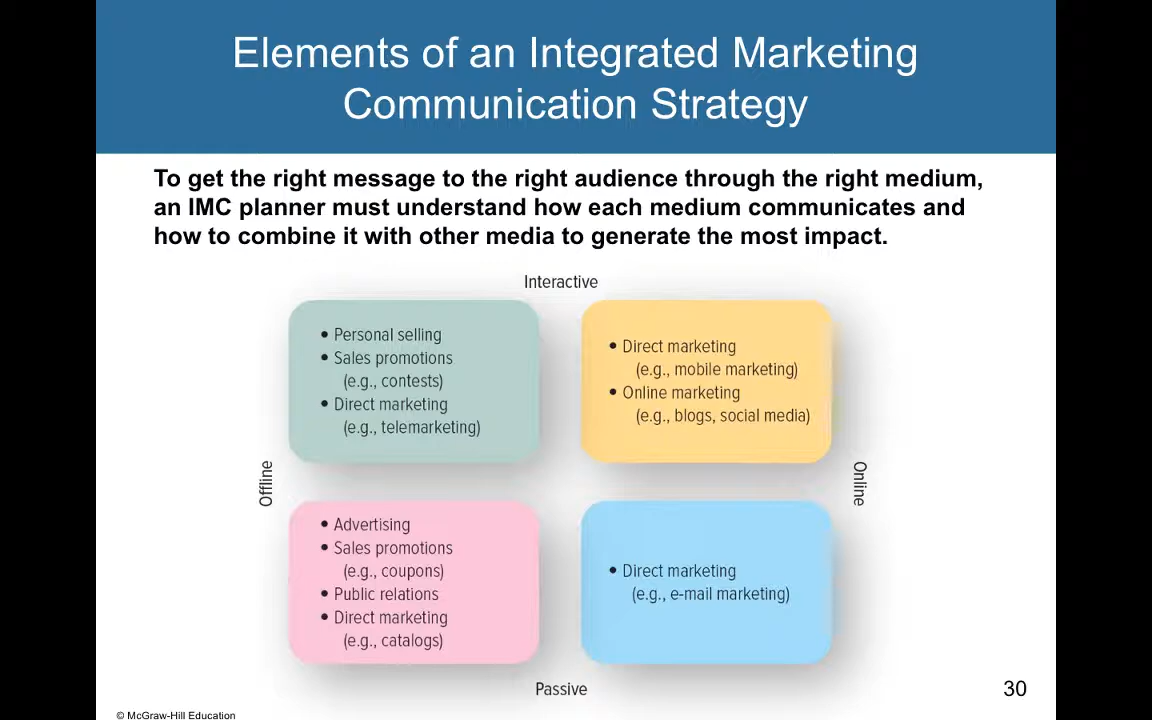 Elements of an Integrated Marketing
Communication Strategy
To get the right message to the right audience through the right medium,
an IMC planner must understand how each medium communicates and
how to combine it with other media to generate the most impact.
Interactive
• Personal selling
• Sales promotions
(e.g., contests)
• Direct marketing
(e.g., telemarketing)
• Direct marketing
(e.g., mobile marketing)
• Online marketing
(e.g., blogs, social media)
Offline
Online
• Advertising
• Sales promotions
(e.g., coupons)
• Public relations
• Direct marketing
(e.g., catalogs)
• Direct marketing
(e.g., e-mail marketing)
Passive
30
© McGraw-Hill Education